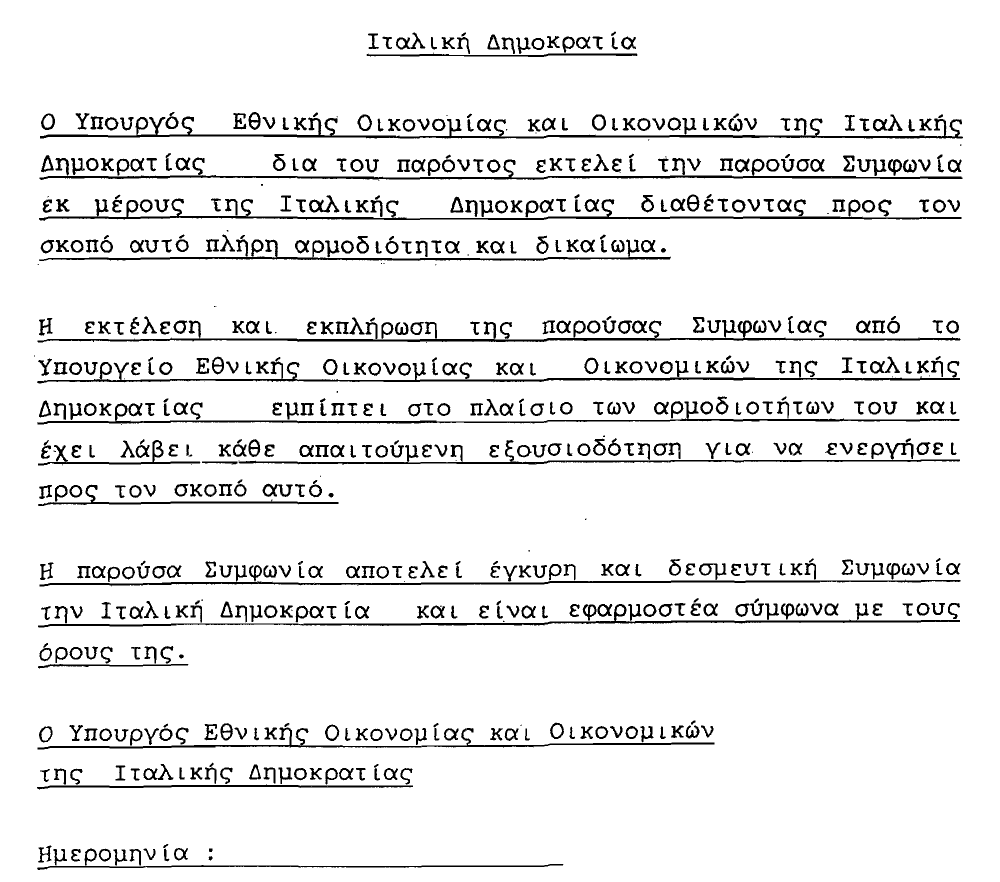 Ιταλική Δημοκρατία
Ο Υπουργός Εθνικής Οικονομίας και Οικονομικών της Ιταλικής
Δημοκρατίας δια του παρόντος εκτελεί την παρούσα Συμφωνία
εκ μέρους της Ιταλικής Δημοκρατίας διαθέτοντας προς τον
σκοπό αυτό πλήρη αρμοδιότητα και δικαίωμα.
Η εκτέλεση και εκπλήρωση της παρούσας Συμφωνίας από το
Υπουργείο Εθνικής Οικονομίας και Οικονομικών της Ιταλικής
Δημοκρατίας εμπίπτει στο πλαίσιο των αρμοδιοτήτων του και
έχει λάβει κάθε απαιτούμενη εξουσιοδότηση για να ενεργήσει
προς τον σκοπό αυτό.
Η παρούσα Συμφωνία αποτελεί έγκυρη και δεσμευτική Συμφωνία
την Ιταλική Δημοκρατία και είναι εφαρμοστέα σύμφωνα με τους
όρους της.
Ο Υπουργός Εθνικής Οικονομίας και Οικονομικών
της Ιταλικής Δημοκρατίας
Ημερομηνία :